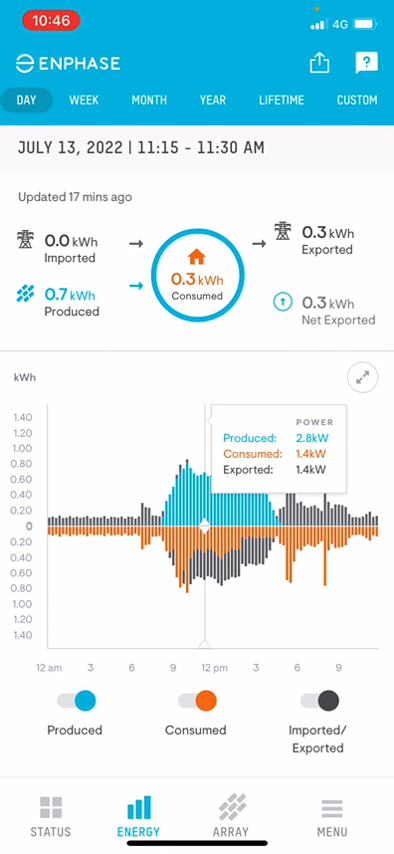 10:46
4G
ENPHASE
?
DAY WEEK MONTH YEAR LIFETIME CUSTOM
JULY 13, 2022 | 11:15 - 11:30 AM
Updated 17 mins ago
0.0 kWh
Imported
0.7 kWh
Produced
0.3 kWh
Consumed
0.3 kWh
Exported
0.3 kWh
Net Exported
kWh
POWER
Produced: 2.8kW
Consumed: 1.4kW
Exported: 1.4kW
1.40
1.20
1.00
0.80
0.60
0.40
0.20
0
0.20
0.40
0.60
0.80
1.00
1.20
1.40
12 am 3 6 9 12 pm 3 6 9
Produced
Consumed
Imported/
Exported
STATUS ENERGY ARRAY MENU